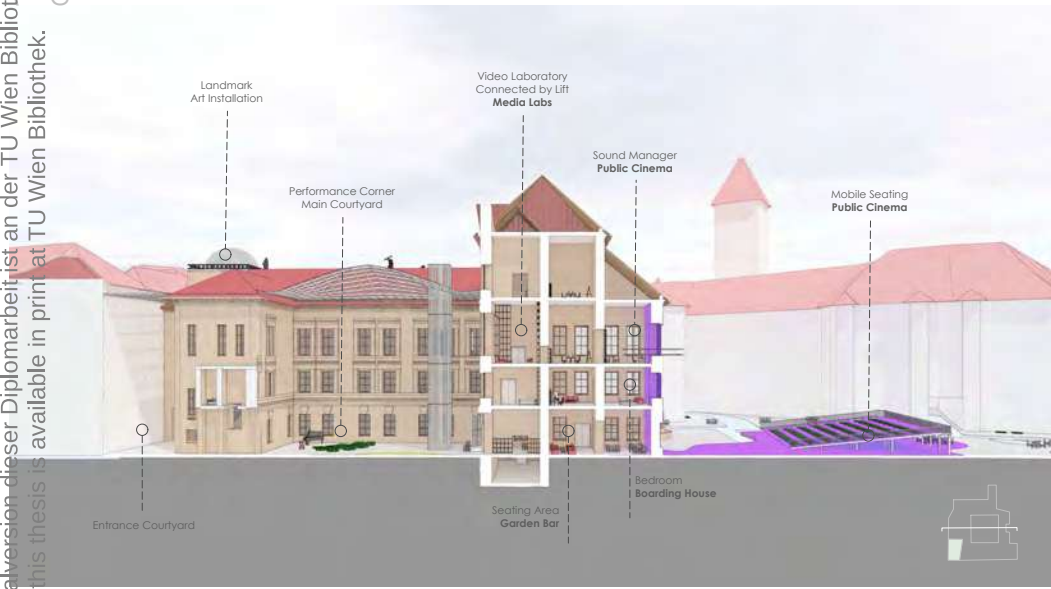 alversion dieser Diplomarbeit ist an der TU Wien Bibliot
this thesis is available in print at TU Wien Bibliothek.
Landmark
Art Installation
Video Laboratory
Connected by Lift
Media Labs
Sound Manager
Public Cinema
Performance Corner
Main Courtyard
Mobile Seating
Public Cinema
Bedroom
Boarding House
Seating Area
Garden Bar
Entrance Courtyard